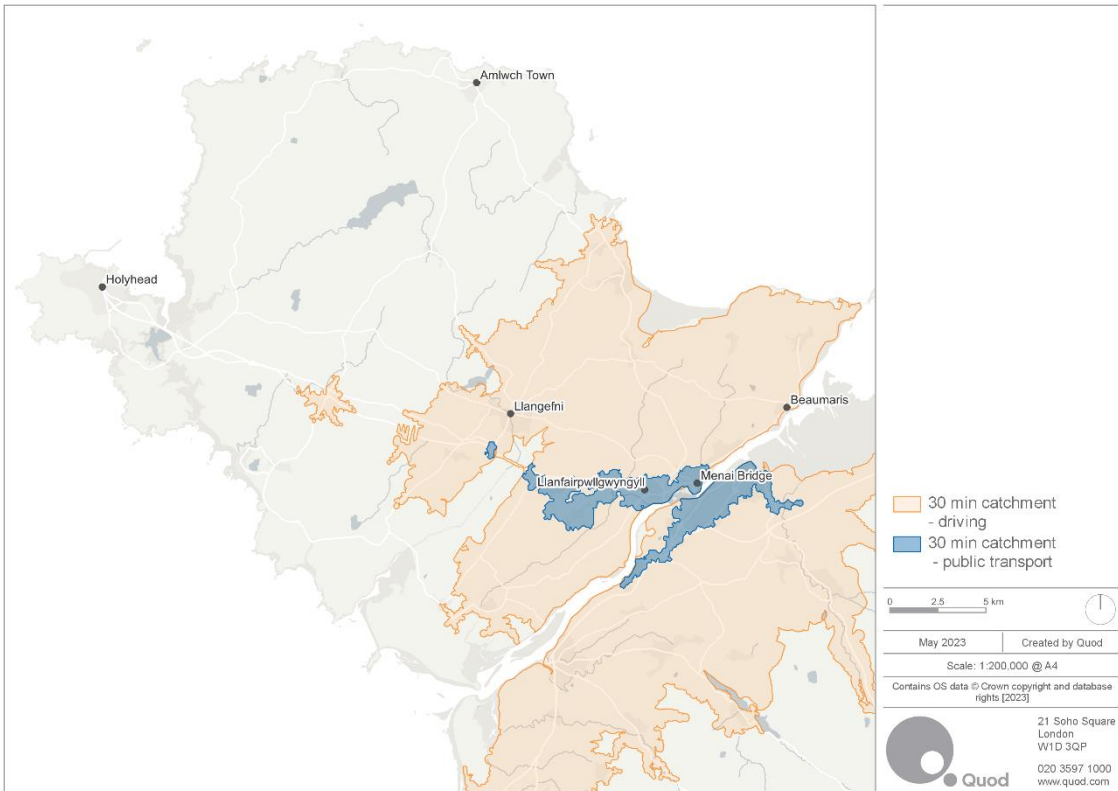 Amlwch Town
Holyhead
Llangefni
Beaumaris
Menai Bridge
Llanfairpwllgwyngyll
30 min catchment
- driving
30 min catchment
- public transport
0 2.5 5 km
May 2023 Created by Quod
Scale: 1:200,000 @ A4
Contains OS data © Crown copyright and database
rights [2023]
21 Soho Square
London
W1D 3QP
020 3597 1000
www.quod.com
Quod